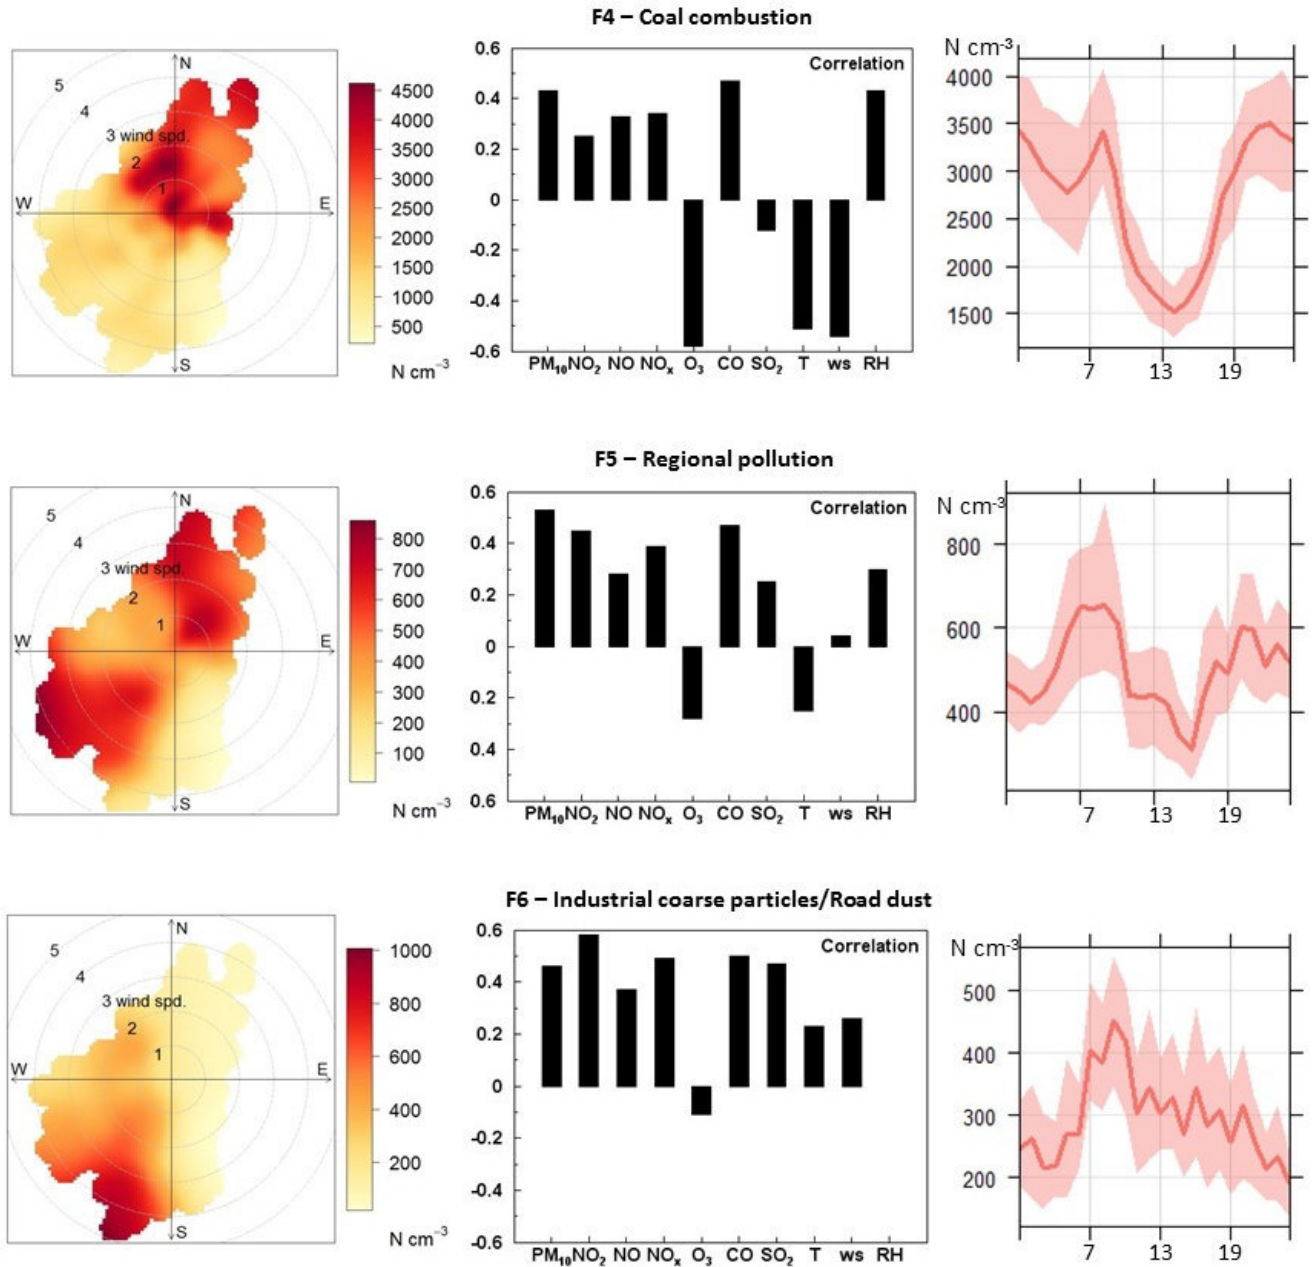 F4 – Coal combustion
N
5
4
3 wind spd.
2
1
W E
S
4500
4000
3500
3000
2500
2000
1500
1000
500
N cm⁻³
Correlation
0.6
0.4
0.2
0
-0.2
-0.4
-0.6
PM₁₀ NO₂ NO NOₓ O₃ CO SO₂ T ws RH
N cm⁻³
4000
3500
3000
2500
2000
1500
7 13 19
F5 – Regional pollution
N
5
4
3 wind spd.
2
1
W E
S
800
700
600
500
400
300
200
100
N cm⁻³
Correlation
0.6
0.4
0.2
0
0.2
0.4
0.6
PM₁₀ NO₂ NO NOₓ O₃ CO SO₂ T ws RH
N cm⁻³
800
600
400
7 13 19
F6 – Industrial coarse particles/Road dust
N
5
4
3 wind spd.
2
1
W E
S
1000
800
600
400
200
N cm⁻³
Correlation
0.6
0.4
0.2
0
-0.2
-0.4
-0.6
PM₁₀ NO₂ NO NOₓ O₃ CO SO₂ T ws RH
N cm⁻³
500
400
300
200
7 13 19